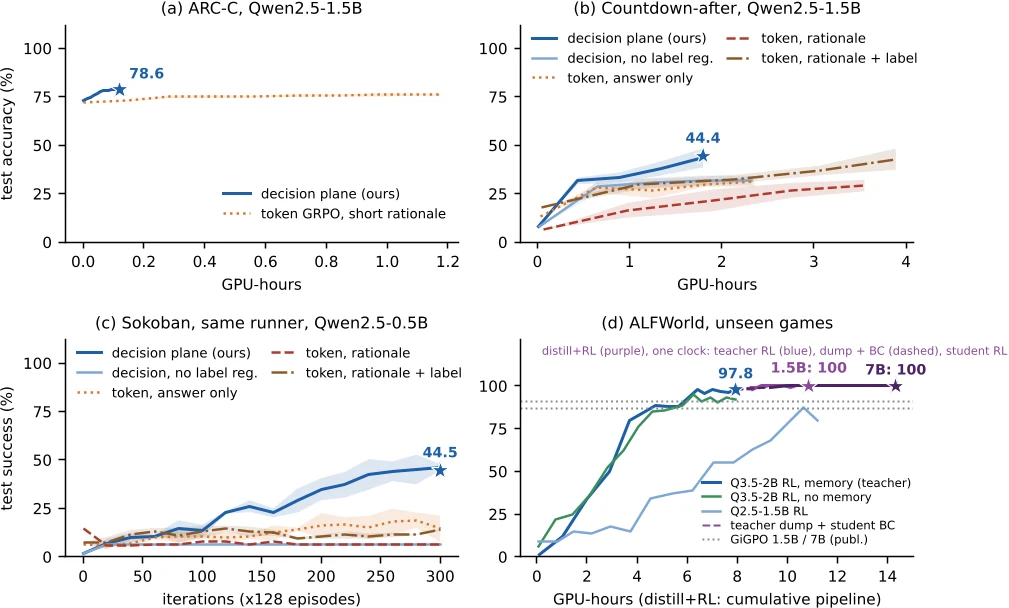 (a) ARC-C, Qwen2.5-1.5B
test accuracy (%)
100
75
50
25
0
78.6
decision plane (ours)
token GRPO, short rationale
0.0 0.2 0.4 0.6 0.8 1.0 1.2
GPU-hours
(b) Countdown-after, Qwen2.5-1.5B
100
75
50
25
0
decision plane (ours)
decision, no label reg.
token, answer only
token, rationale
token, rationale + label
44.4
0 1 2 3 4
GPU-hours
(c) Sokoban, same runner, Qwen2.5-0.5B
test success (%)
100
75
50
25
0
decision plane (ours)
decision, no label reg.
token, answer only
token, rationale
token, rationale + label
44.5
0 50 100 150 200 250 300
iterations (x128 episodes)
(d) ALFWorld, unseen games
distill+RL (purple), one clock: teacher RL (blue), dump + BC (dashed), student RL
100
75
50
25
0
97.8
1.5B: 100
7B: 100
Q3.5-2B RL, memory (teacher)
Q3.5-2B RL, no memory
Q2.5-1.5B RL
teacher dump + student BC
GiGPO 1.5B / 7B (publ.)
0 2 4 6 8 10 12 14
GPU-hours (distill+RL: cumulative pipeline)